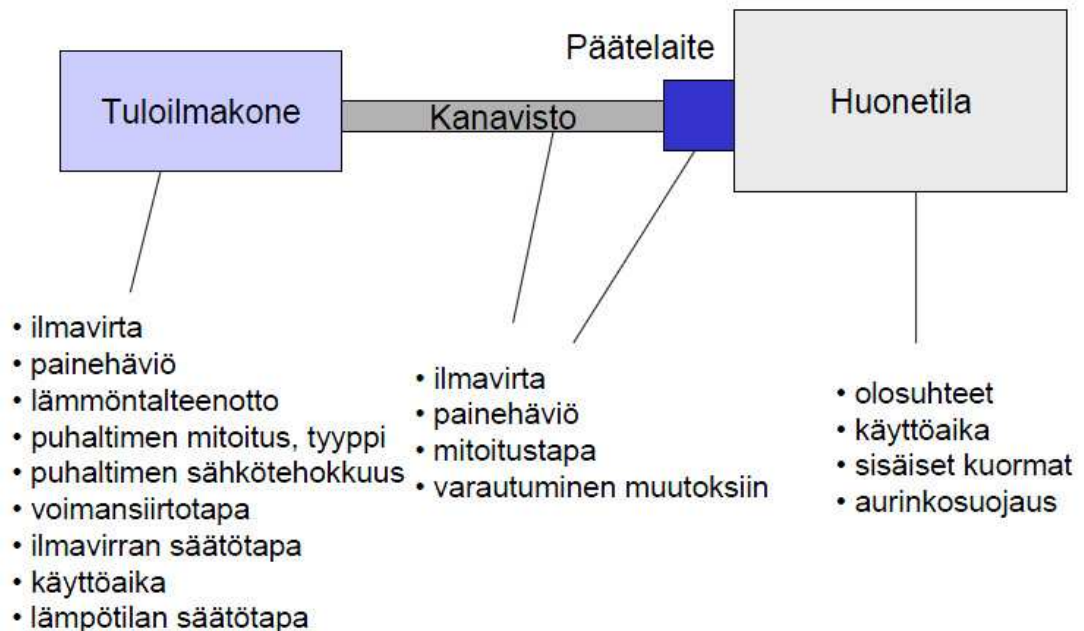 Päätelaite
Tuloilmakone
Kanavisto
Huonetila
• ilmavirta
• painehäviö
• lämmöntalteenotto
• puhaltimen mitoitus, tyyppi
• puhaltimen sähkötehokkuus
• voimansiirtotapa
• ilmavirran säätötapa
• käyttöaika
• lämpötilan säätötapa
• ilmavirta
• painehäviö
• mitoitustapa
• varautuminen muutoksiin
• olosuhteet
• käyttöaika
• sisäiset kuormat
• aurinkosuojaus